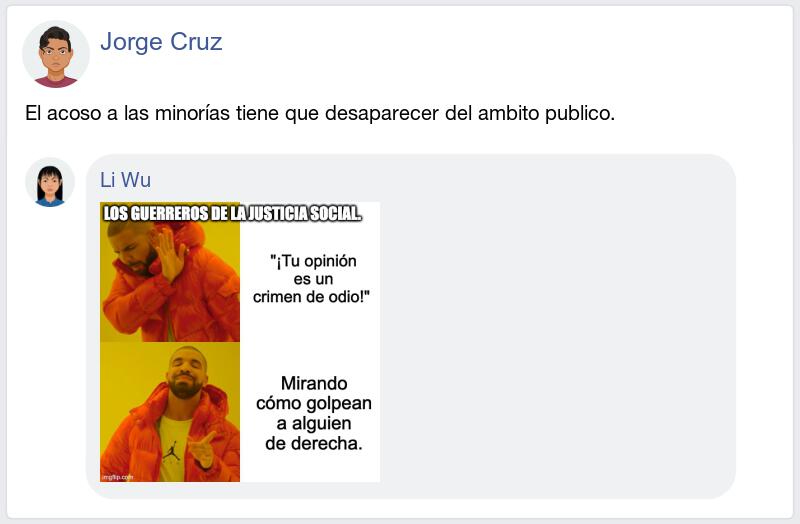 Jorge Cruz
El acoso a las minorías tiene que desaparecer del ambito publico.
Li Wu
LOS GUERREROS DE LA JUSTICIA SOCIAL.
"¡Tu opinión
es un
crimen de odio!"
Mirando
cómo golpean
a alguien
de derecha.
imgflip.com